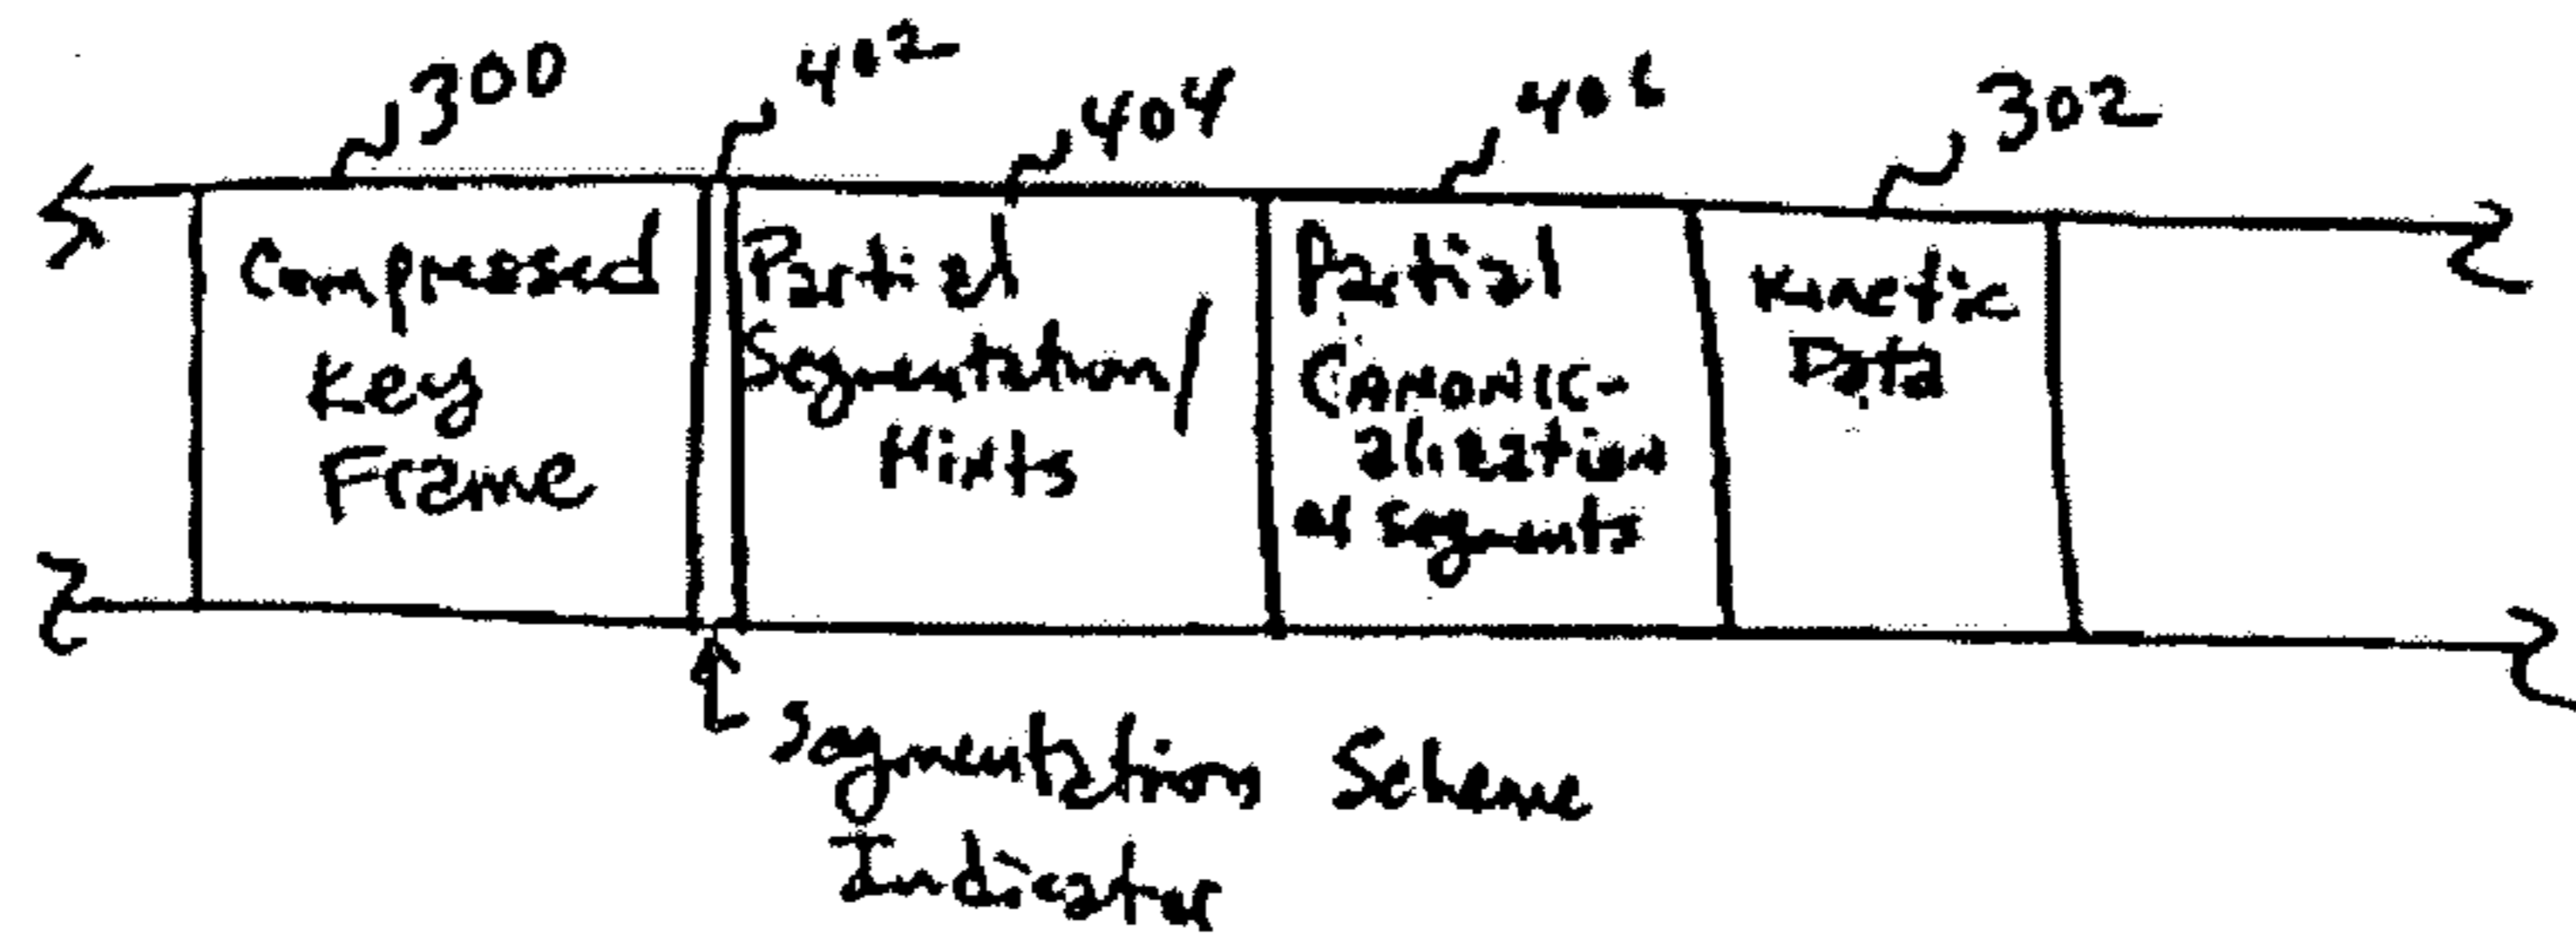 300 402 404 406 302
Compressed
Key
Frame
Partial
Segmentation/
Hints
Partial
Canonic-
alization
of segments
Kinetic
Data
Segmentation Scheme
Indicator